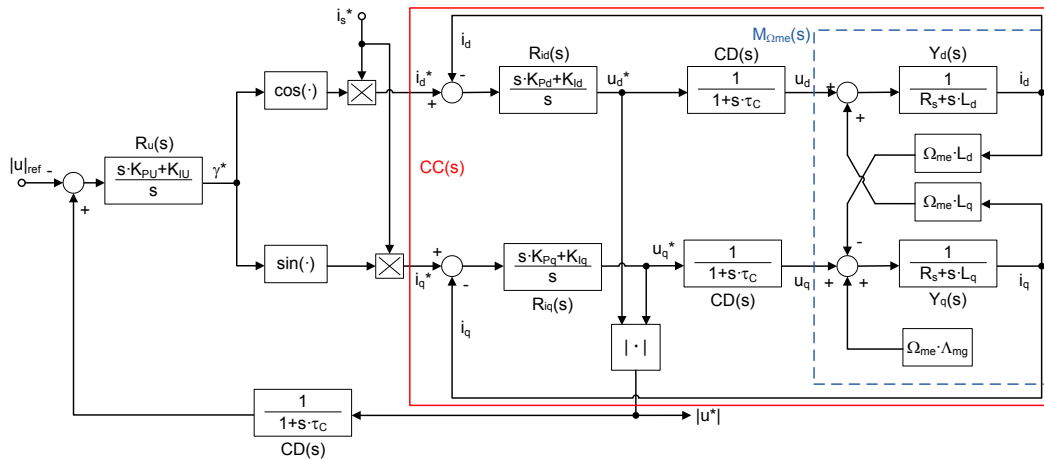 i_s*
M_Ωme(s)
i_d
R_id(s)
CD(s)
Y_d(s)
cos(·)
i_d*
-
+
s·K_Pd+K_Id
s
u_d*
1
1+s·τ_C
u_d
+
+
1
R_s+s·L_d
i_d
R_u(s)
CC(s)
Ω_me·L_d
|u|_ref
-
+
s·K_PU+K_IU
s
γ*
Ω_me·L_q
sin(·)
+
-
i_q*
s·K_Pq+K_Iq
s
R_iq(s)
u_q*
1
1+s·τ_C
CD(s)
u_q
-
+
+
1
R_s+s·L_q
Y_q(s)
i_q
i_q
|·|
Ω_me·Λ_mg
1
1+s·τ_C
CD(s)
|u*|